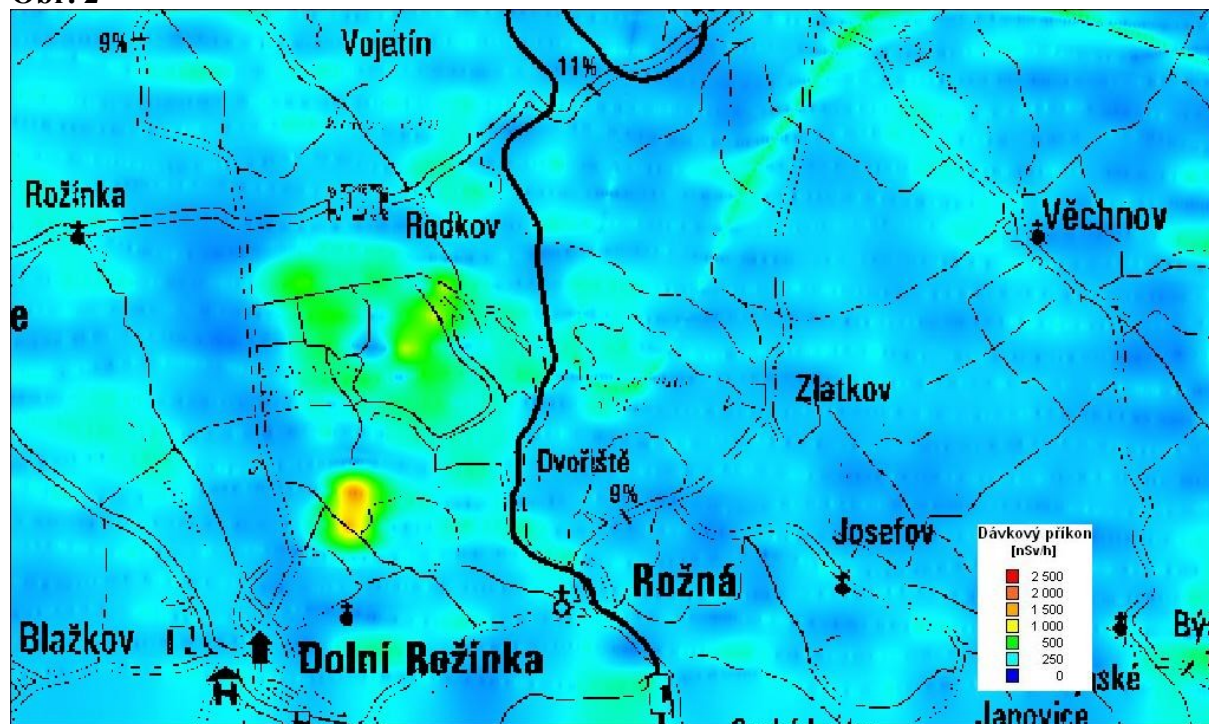 Obr. 2
9%
Vojetín
11%
Rožínka
Rodkov
Věchnov
e
Zlatkov
Dvořiště
9%
Josefov
Dávkový příkon
[nSv/h]
2 500
2 000
1 500
1 000
500
250
0
Rožná
Blažkov
Dolní Rožínka
Janovice